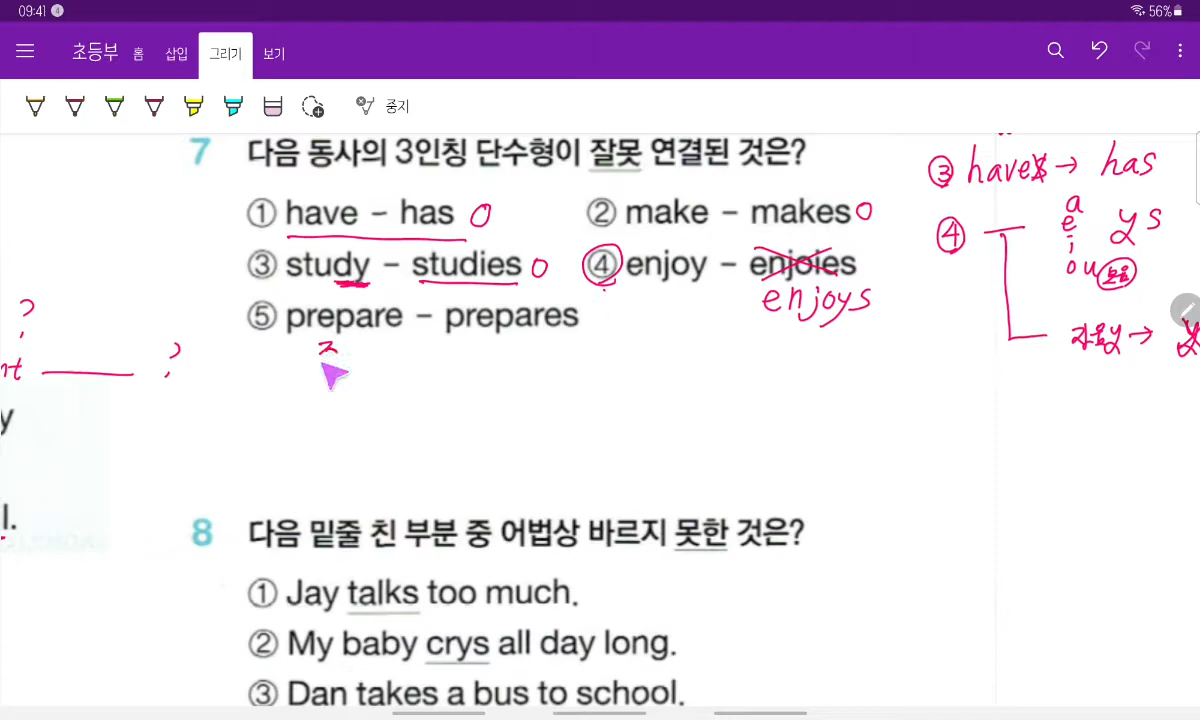 09:41 4 56%
초등부 홈 삽입 그리기 보기
중지
7 다음 동사의 3인칭 단수형이 잘못 연결된 것은?
① have – has O
② make – makes O
③ study – studies O
④ enjoy – enjoies
enjoys
⑤ prepare – prepares
ㅈ
③ haves → has
④
a
e
i
o u 모음
ys
자음y →
?
nt ?
y
l.
8 다음 밑줄 친 부분 중 어법상 바르지 못한 것은?
① Jay talks too much.
② My baby crys all day long.
③ Dan takes a bus to school.